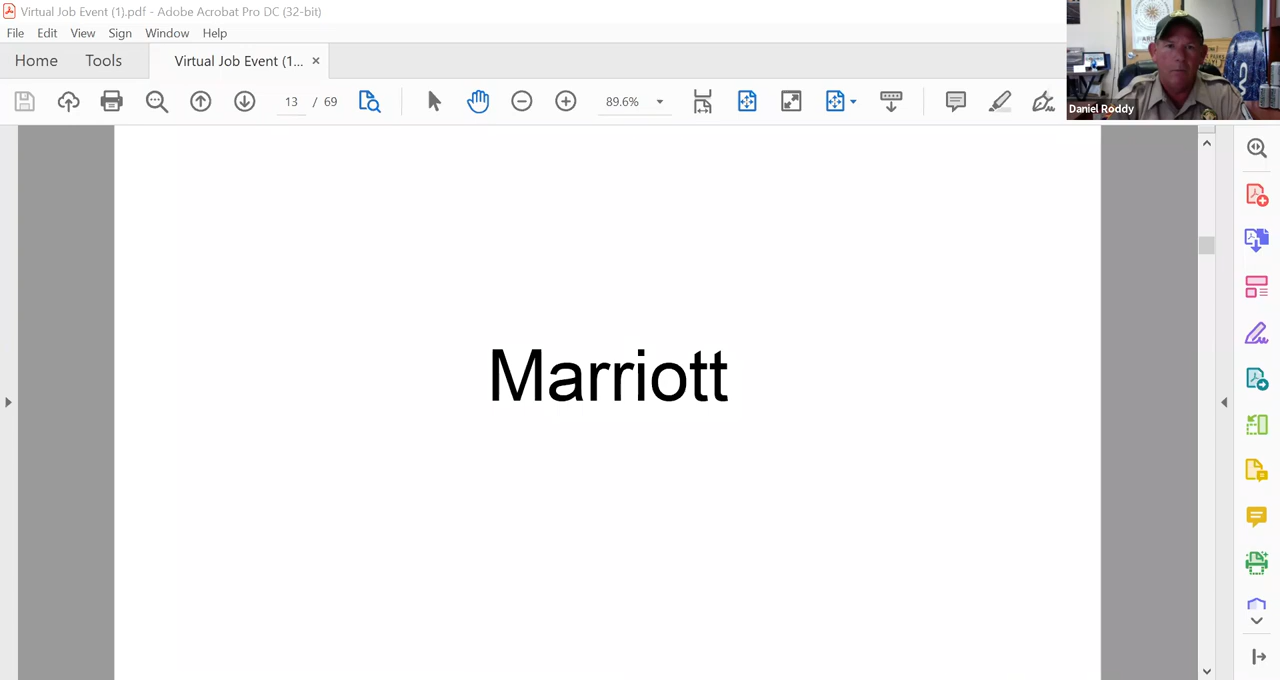 Virtual Job Event (1).pdf - Adobe Acrobat Pro DC (32-bit)
File Edit View Sign Window Help
Home Tools Virtual Job Event (1... ×
13 / 69 89.6%
Daniel Roddy
Marriott